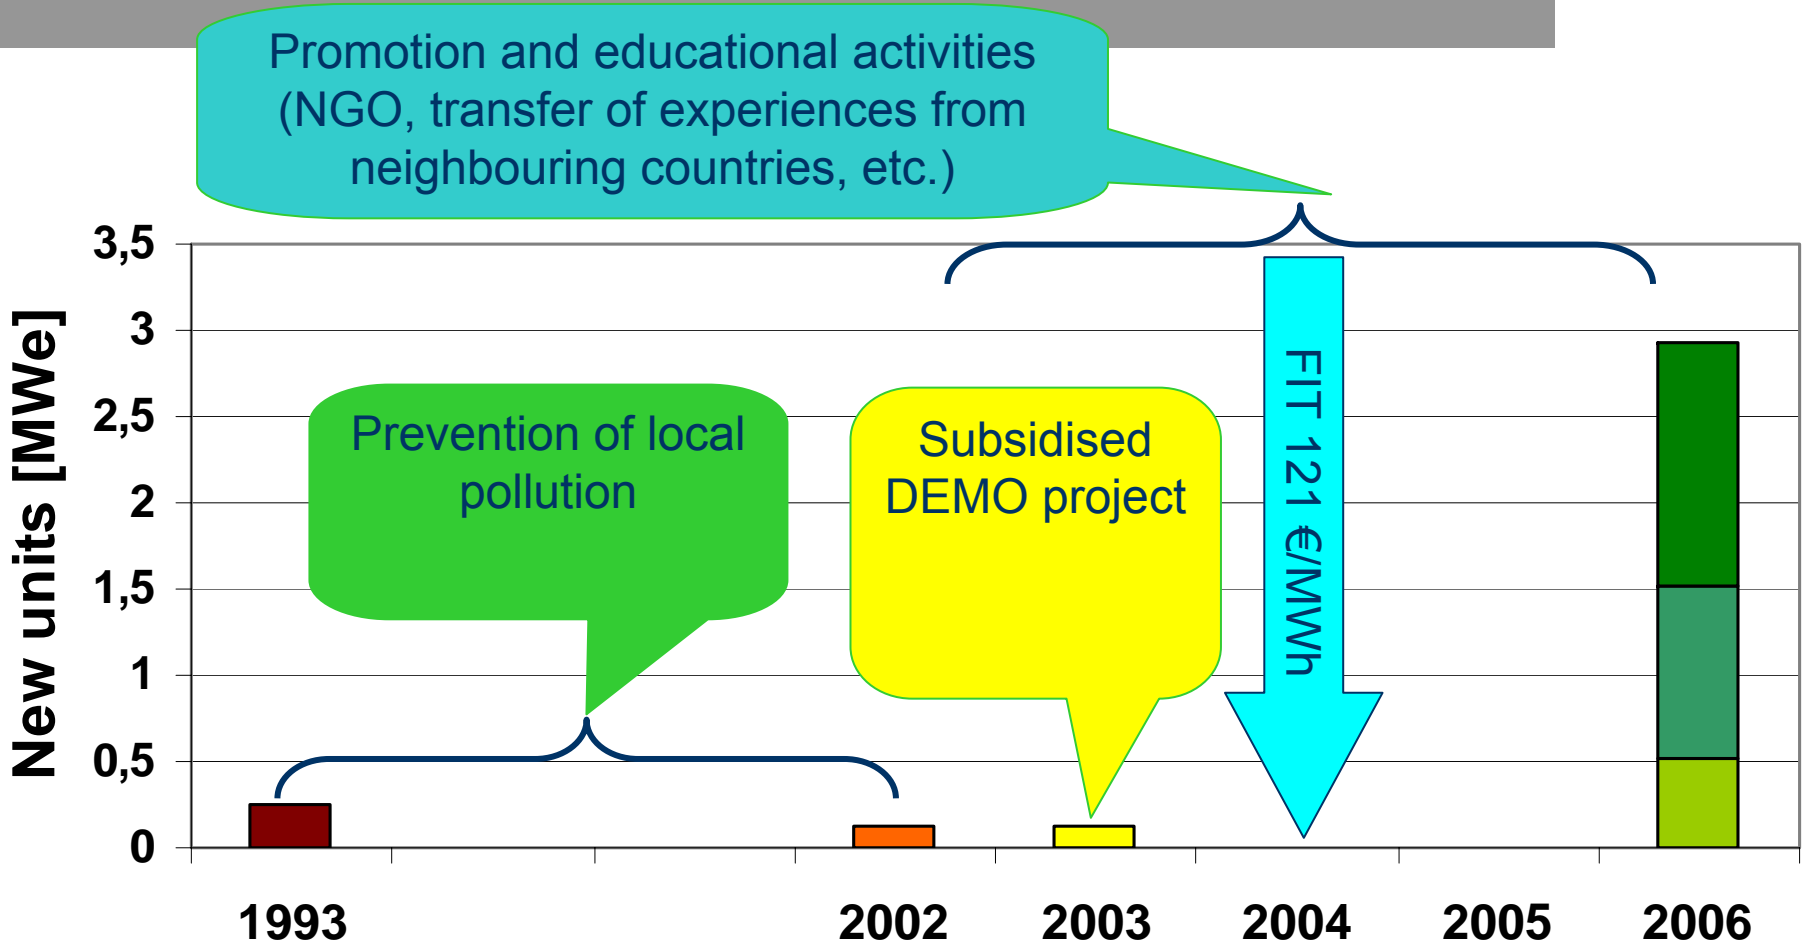 Promotion and educational activities
(NGO, transfer of experiences from
neighbouring countries, etc.)
New units [MWe]
3,5
3
2,5
2
1,5
1
0,5
0
Prevention of local
pollution
Subsidised
DEMO project
FIT 121 €/MWh
1993 2002 2003 2004 2005 2006